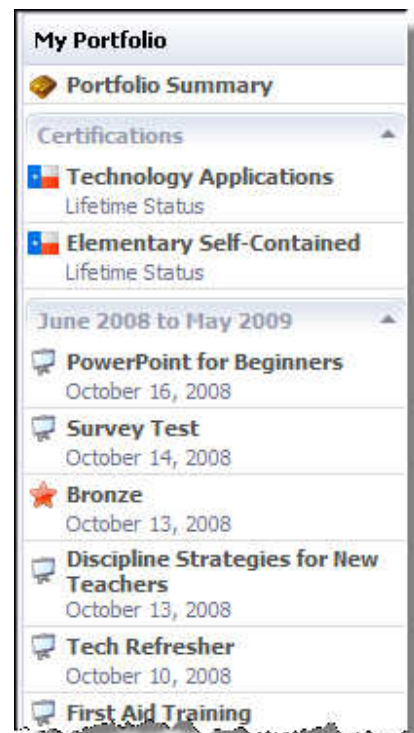 My Portfolio
Portfolio Summary
Certifications
Technology Applications
Lifetime Status
Elementary Self-Contained
Lifetime Status
June 2008 to May 2009
PowerPoint for Beginners
October 16, 2008
Survey Test
October 14, 2008
Bronze
October 13, 2008
Discipline Strategies for New
Teachers
October 13, 2008
Tech Refresher
October 10, 2008
First Aid Training